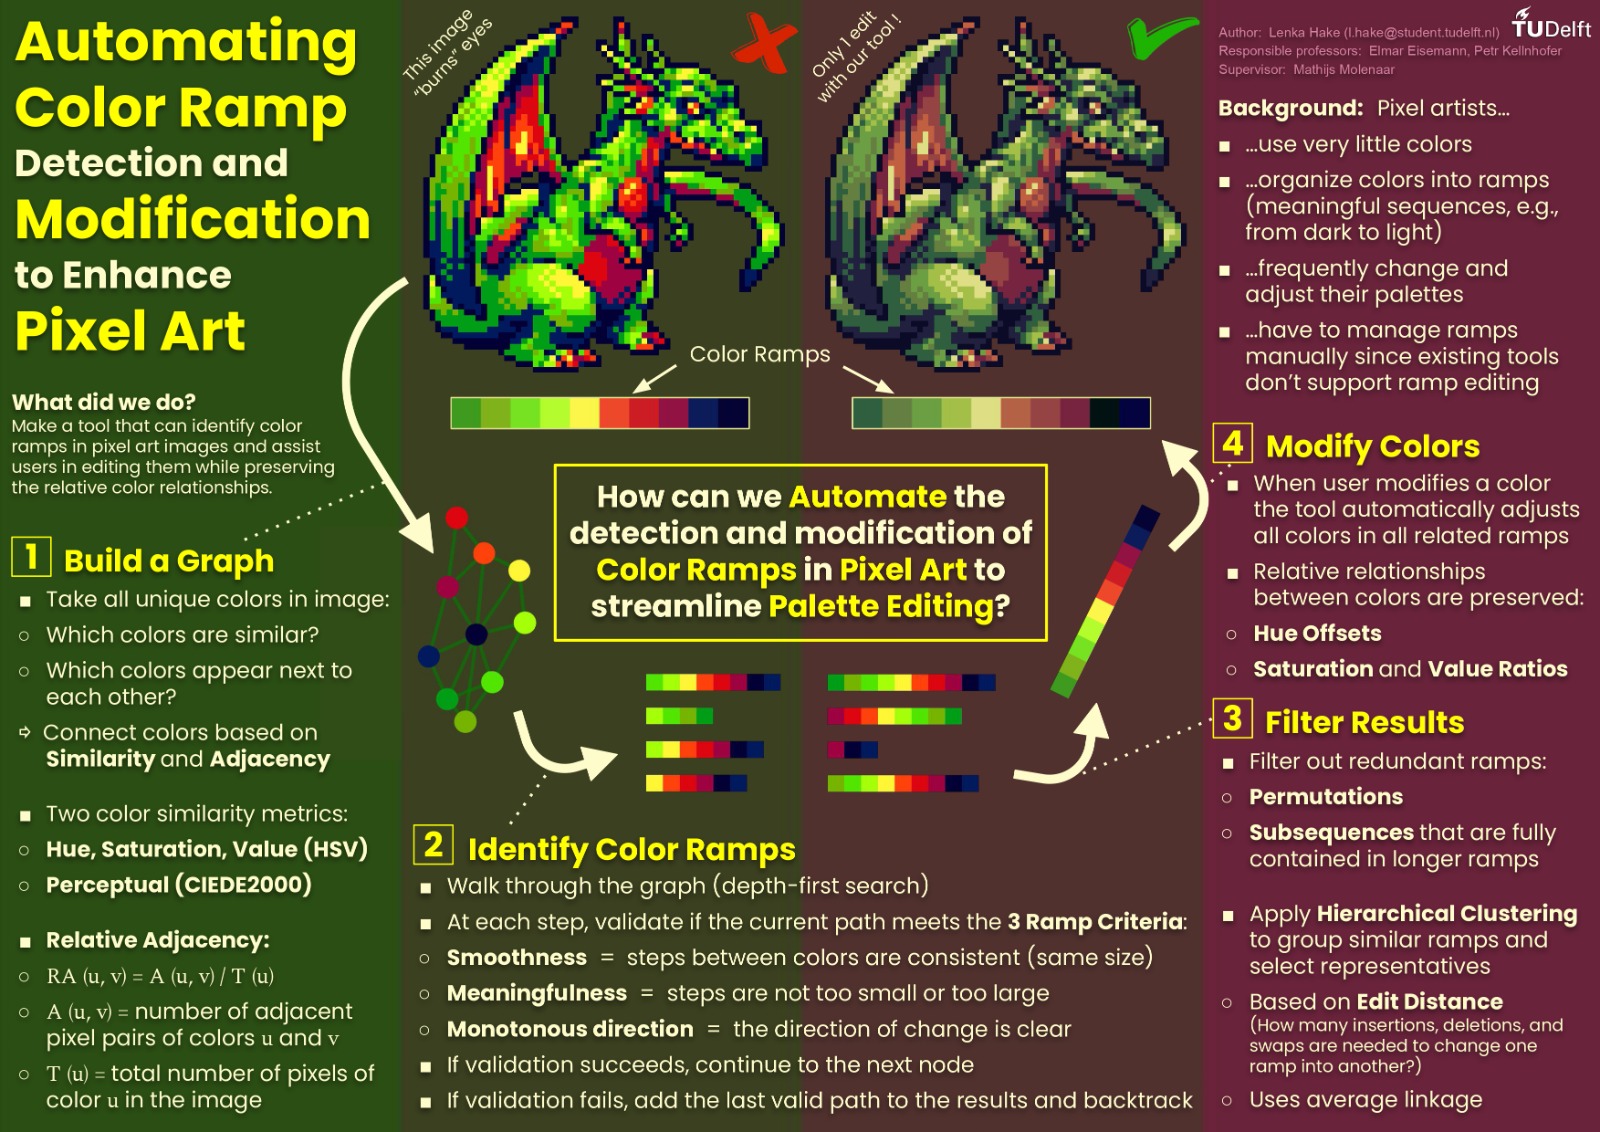 Automating
Color Ramp
Detection and
Modification
to Enhance
Pixel Art
What did we do?
Make a tool that can identify color
ramps in pixel art images and assist
users in editing them while preserving
the relative color relationships.
1 Build a Graph
▪ Take all unique colors in image:
○ Which colors are similar?
○ Which colors appear next to
each other?
⇨ Connect colors based on
Similarity and Adjacency
▪ Two color similarity metrics:
○ Hue, Saturation, Value (HSV)
○ Perceptual (CIEDE2000)
▪ Relative Adjacency:
○ RA (u, v) = A (u, v) / T (u)
○ A (u, v) = number of adjacent
pixel pairs of colors u and v
○ T (u) = total number of pixels of
color u in the image
This image
"burns" eyes
Only 1 edit
with our tool !
Color Ramps
How can we Automate the
detection and modification of
Color Ramps in Pixel Art to
streamline Palette Editing?
2 Identify Color Ramps
▪ Walk through the graph (depth-first search)
▪ At each step, validate if the current path meets the 3 Ramp Criteria:
○ Smoothness = steps between colors are consistent (same size)
○ Meaningfulness = steps are not too small or too large
○ Monotonous direction = the direction of change is clear
▪ If validation succeeds, continue to the next node
▪ If validation fails, add the last valid path to the results and backtrack
Author: Lenka Hake (l.hake@student.tudelft.nl)
Responsible professors: Elmar Eisemann, Petr Kellnhofer
Supervisor: Mathijs Molenaar
TUDelft
Background: Pixel artists...
▪ ...use very little colors
▪ ...organize colors into ramps
(meaningful sequences, e.g.,
from dark to light)
▪ ...frequently change and
adjust their palettes
▪ ...have to manage ramps
manually since existing tools
don't support ramp editing
4 Modify Colors
▪ When user modifies a color
the tool automatically adjusts
all colors in all related ramps
▪ Relative relationships
between colors are preserved:
○ Hue Offsets
○ Saturation and Value Ratios
3 Filter Results
▪ Filter out redundant ramps:
○ Permutations
○ Subsequences that are fully
contained in longer ramps
▪ Apply Hierarchical Clustering
to group similar ramps and
select representatives
○ Based on Edit Distance
(How many insertions, deletions, and
swaps are needed to change one
ramp into another?)
○ Uses average linkage